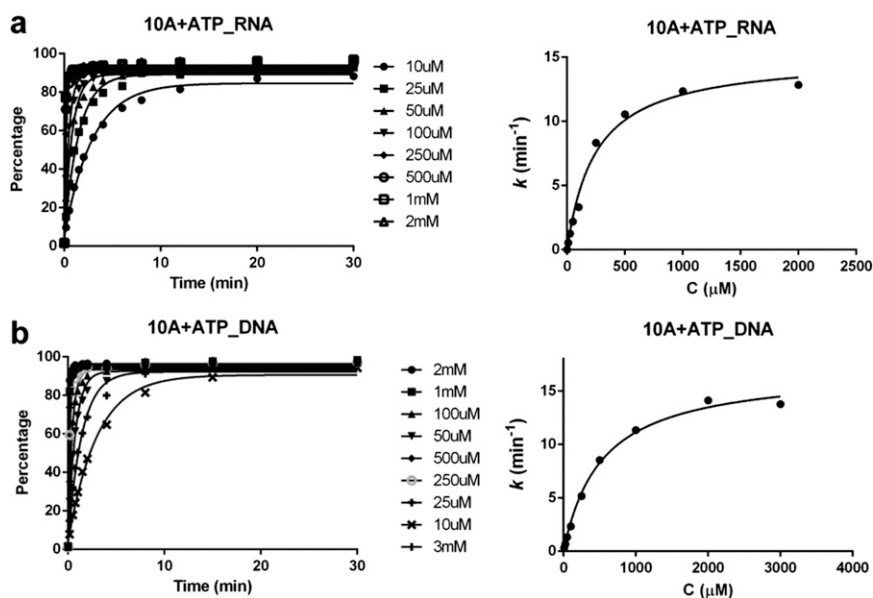 a
10A+ATP_RNA
Percentage
100
80
60
40
20
0
0 10 20 30
Time (min)
10uM
25uM
50uM
100uM
250uM
500uM
1mM
2mM
10A+ATP_RNA
k (min⁻¹)
15
10
5
0
0 500 1000 1500 2000 2500
C (μM)
b
10A+ATP_DNA
Percentage
100
80
60
40
20
0
0 10 20 30
Time (min)
2mM
1mM
100uM
50uM
500uM
250uM
25uM
10uM
3mM
10A+ATP_DNA
k (min⁻¹)
15
10
5
0
0 1000 2000 3000 4000
C (μM)